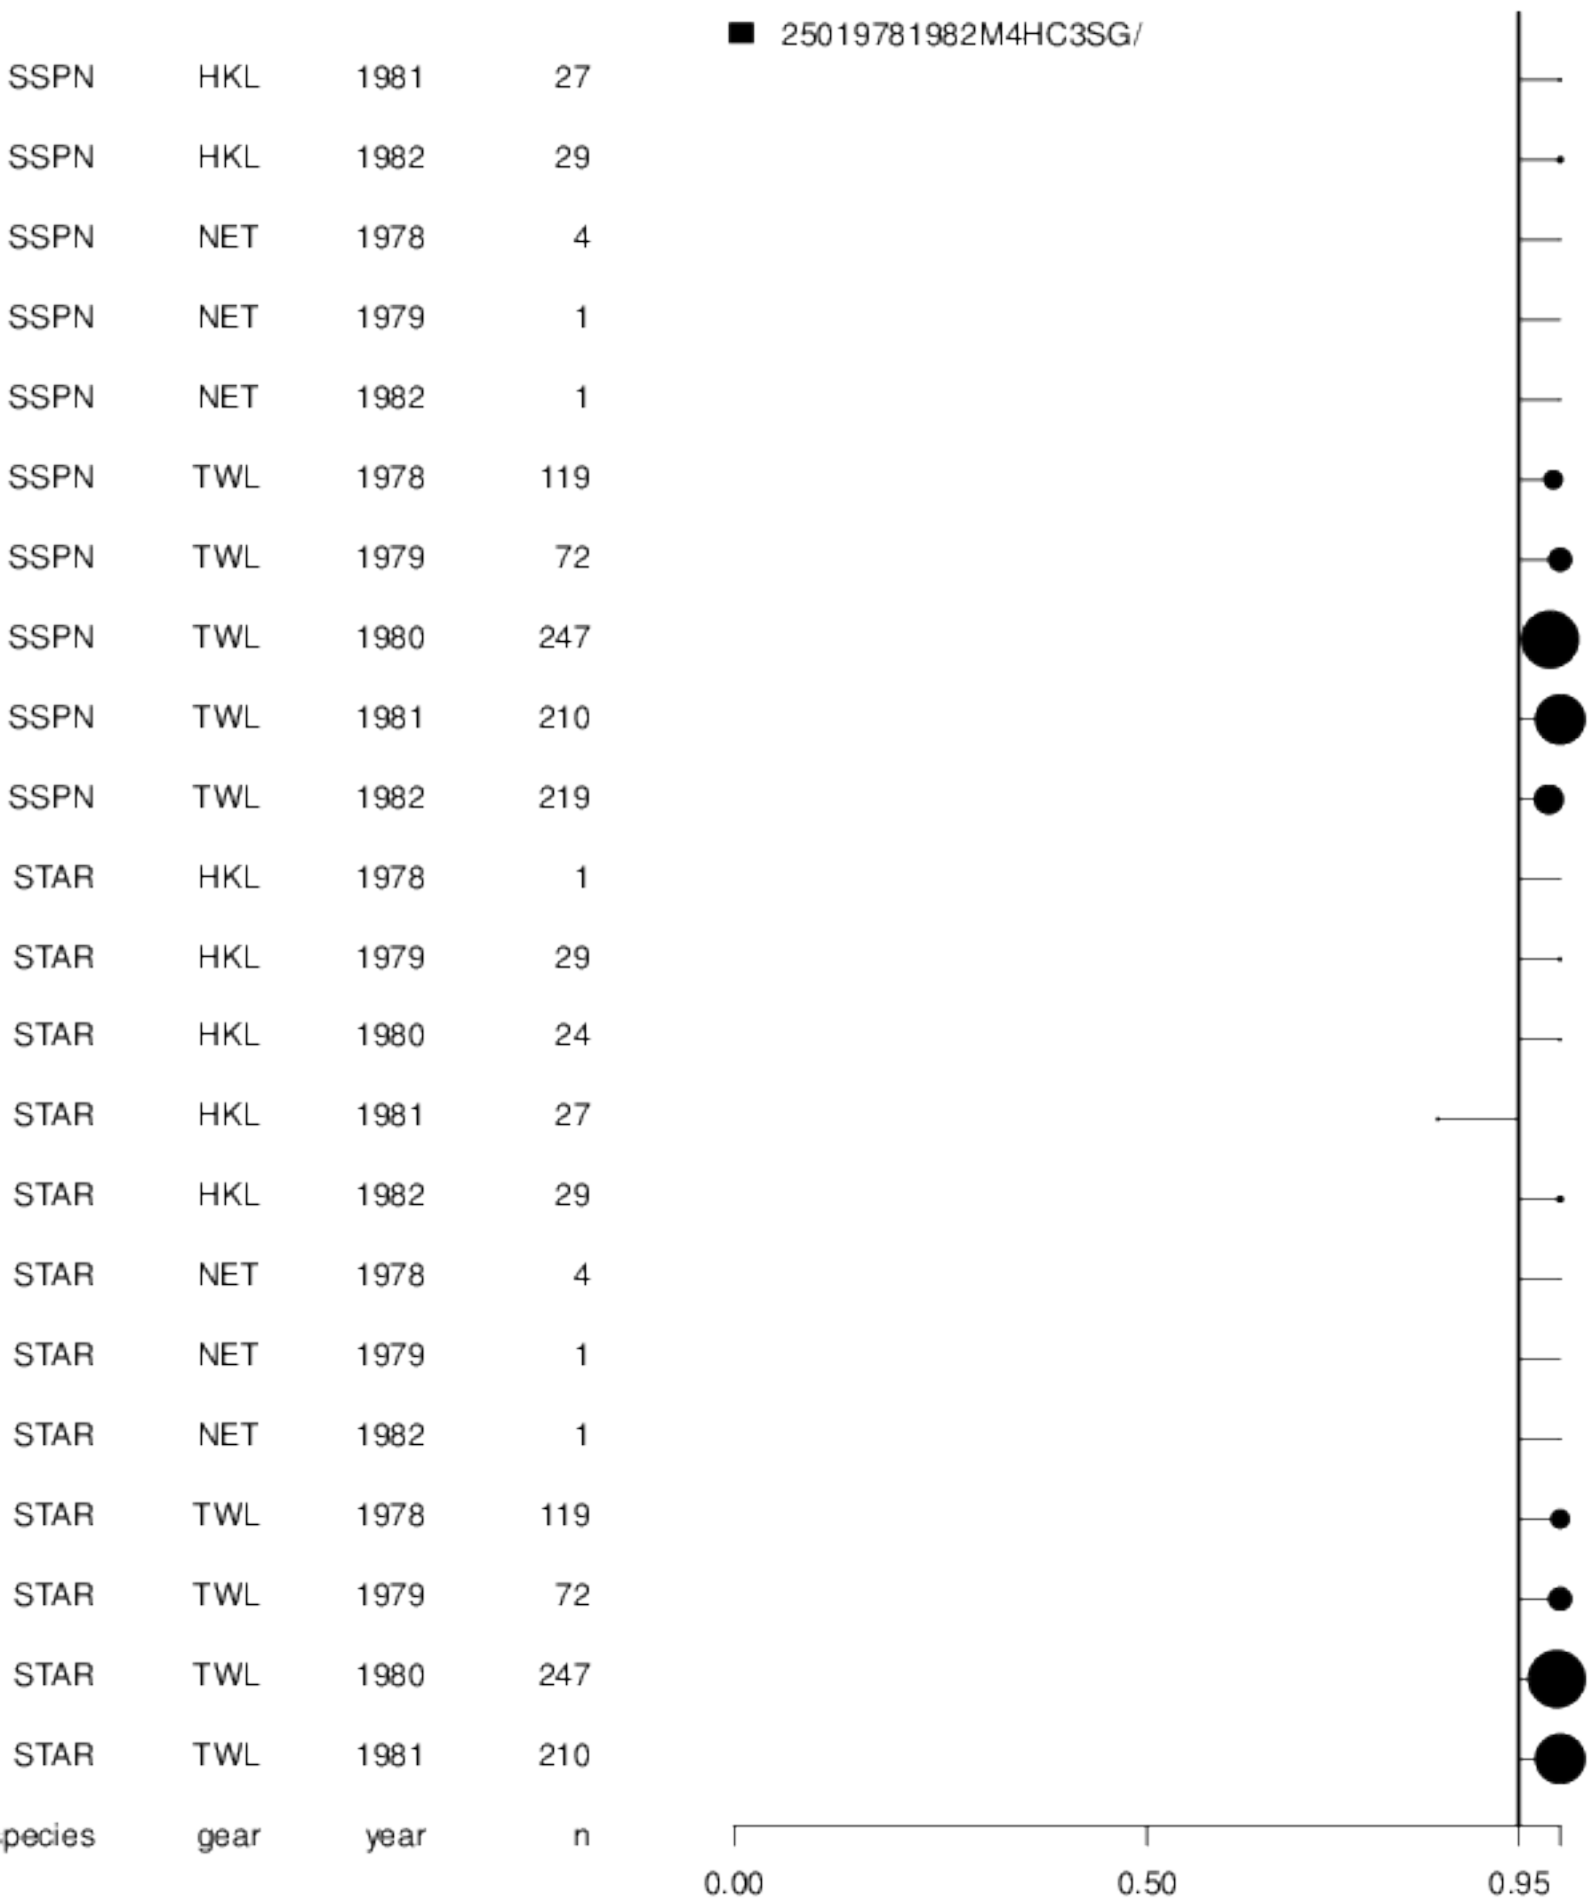 25019781982M4HC3SG/
SSPN HKL 1981 27
SSPN HKL 1982 29
SSPN NET 1978 4
SSPN NET 1979 1
SSPN NET 1982 1
SSPN TWL 1978 119
SSPN TWL 1979 72
SSPN TWL 1980 247
SSPN TWL 1981 210
SSPN TWL 1982 219
STAR HKL 1978 1
STAR HKL 1979 29
STAR HKL 1980 24
STAR HKL 1981 27
STAR HKL 1982 29
STAR NET 1978 4
STAR NET 1979 1
STAR NET 1982 1
STAR TWL 1978 119
STAR TWL 1979 72
STAR TWL 1980 247
STAR TWL 1981 210
pecies gear year n
0.00 0.50 0.95